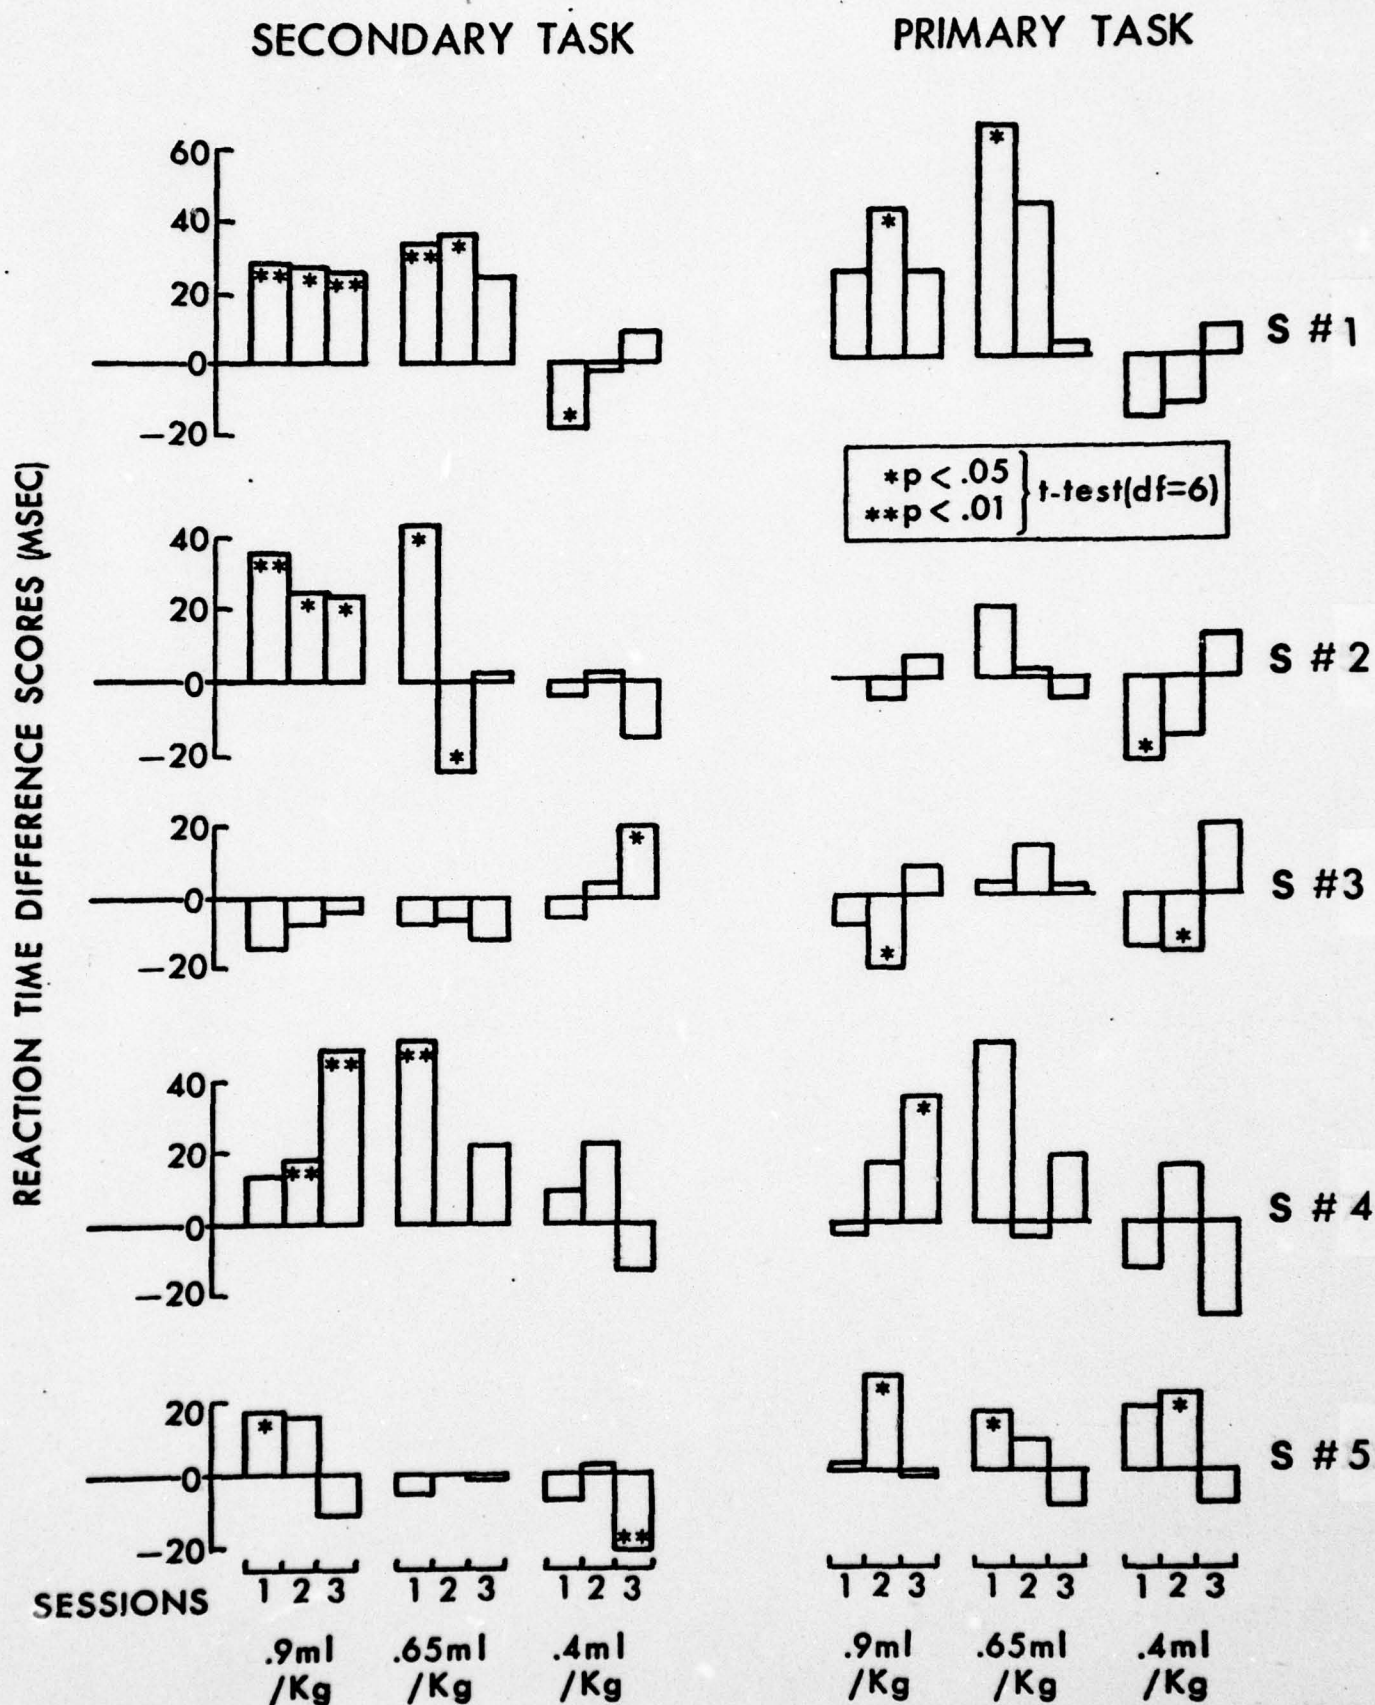 SECONDARY TASK
PRIMARY TASK
REACTION TIME DIFFERENCE SCORES (MSEC)
60
40
20
0
−20
** * **
** *
*
*
*
S #1
*p < .05
**p < .01
t-test(df=6)
40
20
0
−20
** * *
*
*
*
S #2
20
0
−20
*
*
*
S #3
40
20
0
−20
** **
**
*
S #4
20
0
−20
*
**
*
*
*
S #5
SESSIONS
1 2 3
1 2 3
1 2 3
1 2 3
1 2 3
1 2 3
.9ml
/Kg
.65ml
/Kg
.4ml
/Kg
.9ml
/Kg
.65ml
/Kg
.4ml
/Kg